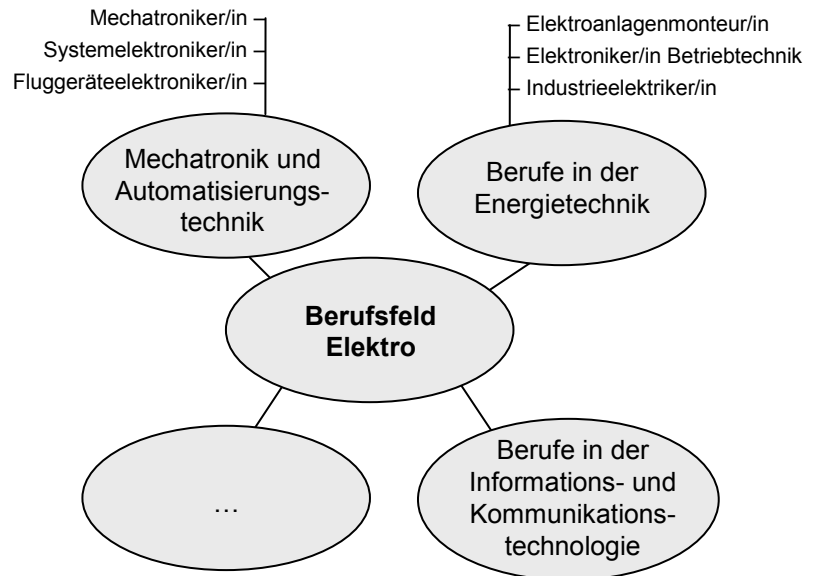 Mechatroniker/in
Systemelektroniker/in
Fluggeräteelektroniker/in
Elektroanlagenmonteur/in
Elektroniker/in Betriebtechnik
Industrieelektriker/in
Mechatronik und
Automatisierungs-
technik
Berufe in der
Energietechnik
Berufsfeld
Elektro
…
Berufe in der
Informations- und
Kommunikations-
technologie